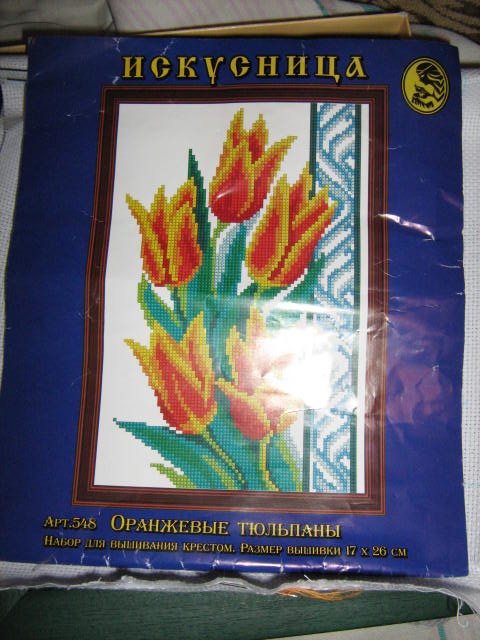 ИСКУСНИЦА
АРТ.548 ОРАНЖЕВЫЕ ТЮЛЬПАНЫ
НАБОР ДЛЯ ВЫШИВАНИЯ КРЕСТОМ. РАЗМЕР ВЫШИВКИ 17 X 26 СМ